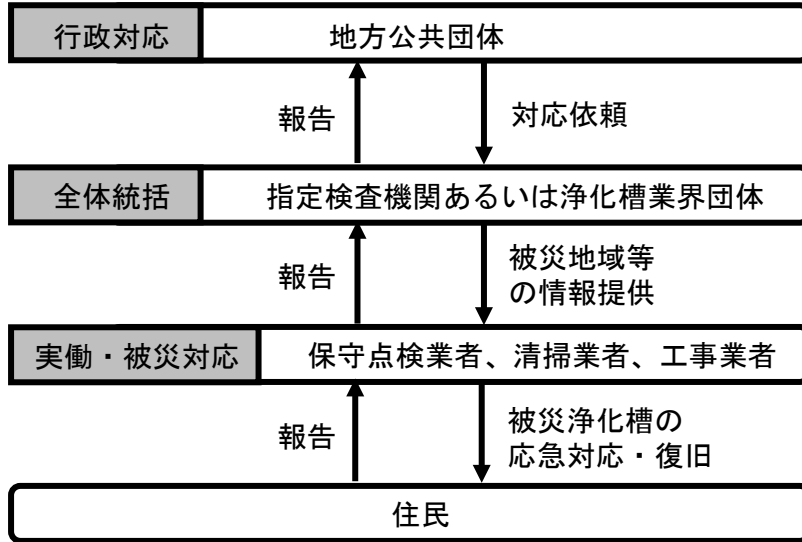 行政対応
地方公共団体
報告
対応依頼
全体統括
指定検査機関あるいは浄化槽業界団体
報告
被災地域等
の情報提供
実働・被災対応
保守点検業者、清掃業者、工事業者
報告
被災浄化槽の
応急対応・復旧
住民